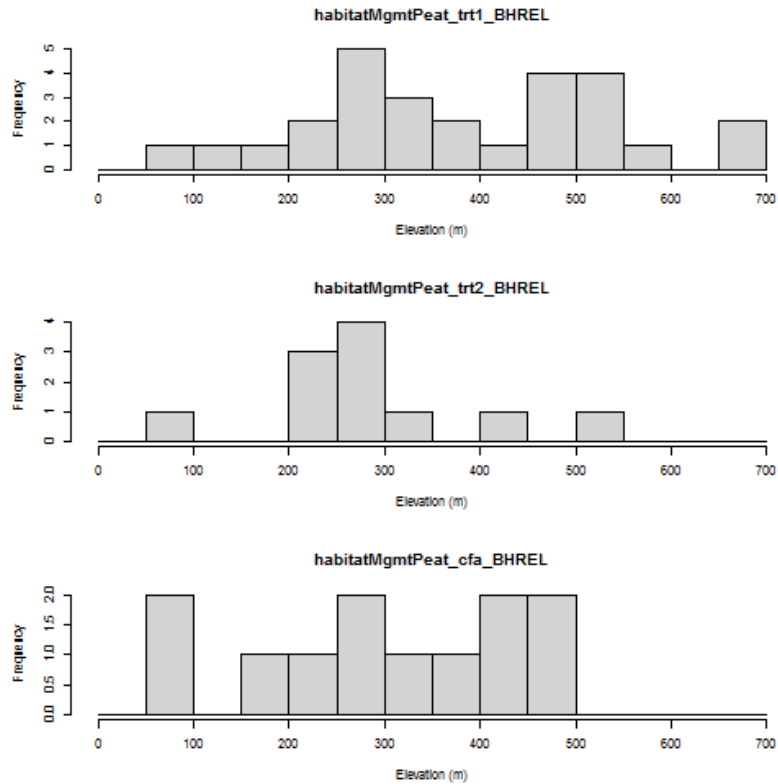 habitatMgmtPeat_trt1_BHREL
Frequency
0 1 2 3 4 5
0 100 200 300 400 500 600 700
Elevation (m)
habitatMgmtPeat_trt2_BHREL
Frequency
0 1 2 3 4
0 100 200 300 400 500 600 700
Elevation (m)
habitatMgmtPeat_cfa_BHREL
Frequency
0.0 0.5 1.0 1.5 2.0
0 100 200 300 400 500 600 700
Elevation (m)